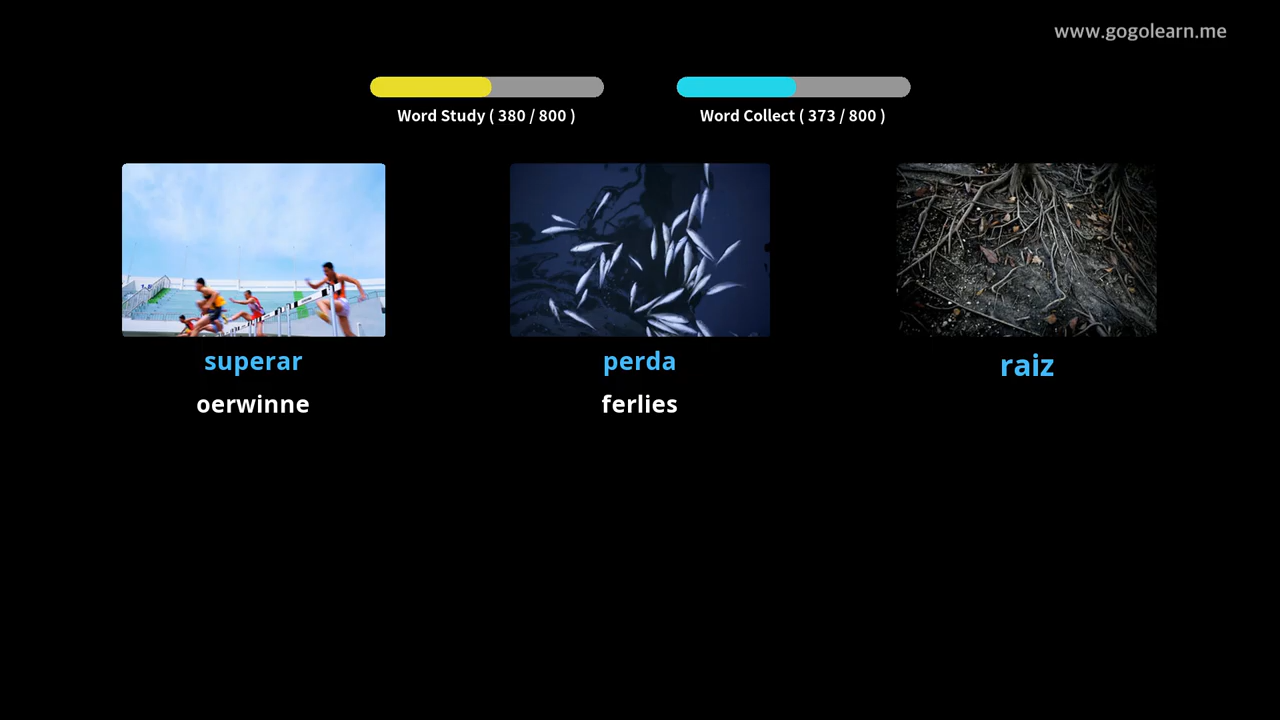 www.gogolearn.me
Word Study ( 380 / 800 )
Word Collect ( 373 / 800 )
superar
perda
raiz
oerwinne
ferlies